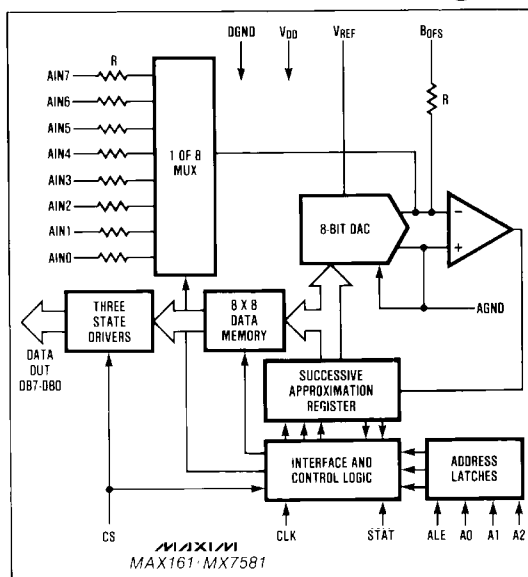 DGND VDD VREF BOFS
R
AIN7
AIN6
AIN5
AIN4
AIN3
AIN2
AIN1
AIN0
1 OF 8
MUX
R
8-BIT DAC
−
+
AGND
THREE
STATE
DRIVERS
8 X 8
DATA
MEMORY
DATA
OUT
DB7-DB0
SUCCESSIVE
APPROXIMATION
REGISTER
INTERFACE AND
CONTROL LOGIC
ADDRESS
LATCHES
CS CLK STAT ALE A0 A1 A2
MAXIM
MAX161·MX7581